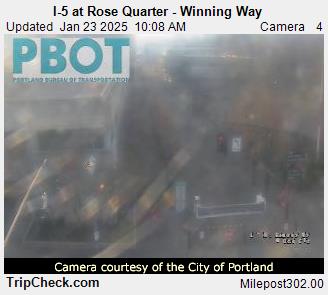 I-5 at Rose Quarter - Winning Way
Updated Jan 23 2025 10:08 AM Camera 4
PBOT
PORTLAND BUREAU OF TRANSPORTATION
Camera courtesy of the City of Portland
TripCheck.com Milepost302.00